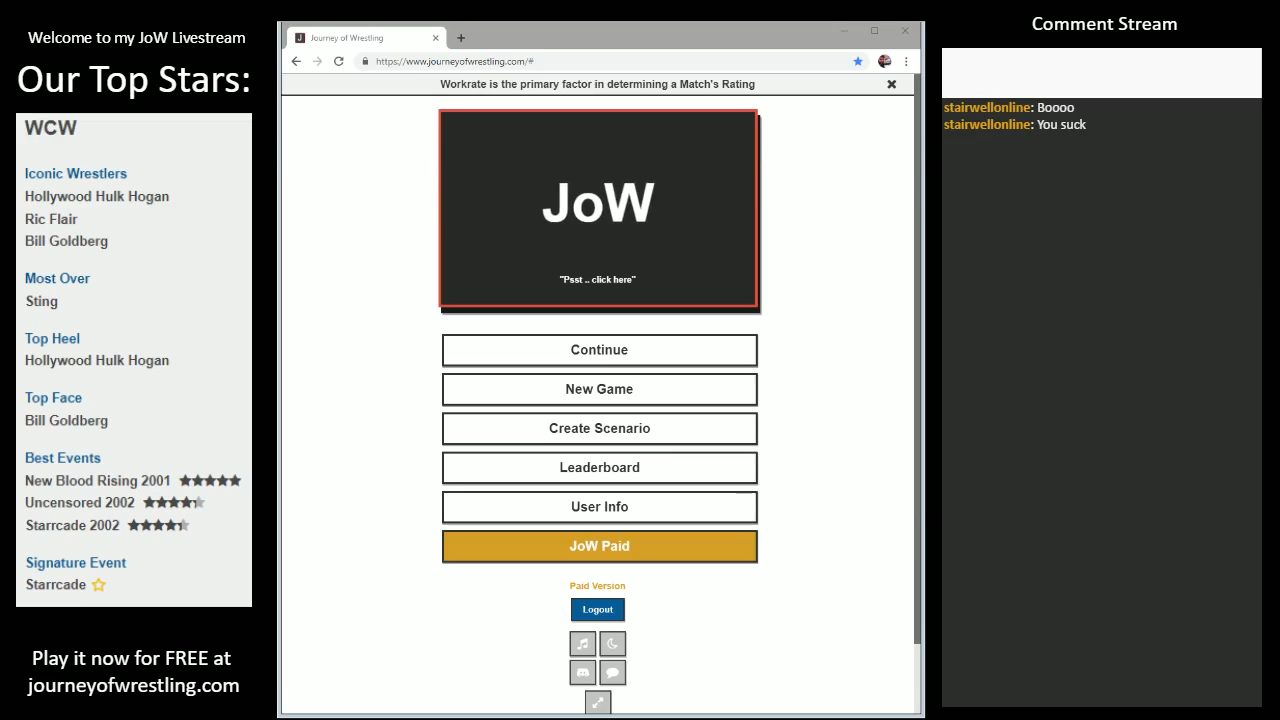 Welcome to my JoW Livestream
Our Top Stars:
WCW
Iconic Wrestlers
Hollywood Hulk Hogan
Ric Flair
Bill Goldberg
Most Over
Sting
Top Heel
Hollywood Hulk Hogan
Top Face
Bill Goldberg
Best Events
New Blood Rising 2001
Uncensored 2002
Starrcade 2002
Signature Event
Starrcade
Play it now for FREE at
journeyofwrestling.com
J
Journey of Wrestling
https://www.journeyofwrestling.com/#
Workrate is the primary factor in determining a Match's Rating
JoW
"Psst .. click here"
Continue
New Game
Create Scenario
Leaderboard
User Info
JoW Paid
Paid Version
Logout
Comment Stream
stairwellonline: Boooo
stairwellonline: You suck